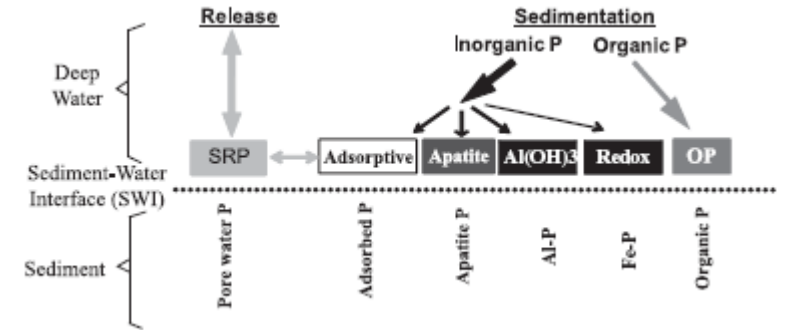 Release
Sedimentation
Inorganic P
Organic P
Deep
Water
SRP
Adsorptive
Apatite
Al(OH)3
Redox
OP
Sediment-Water
Interface (SWI)
Sediment
Pore water P
Adsorbed P
Apatite P
Al-P
Fe-P
Organic P